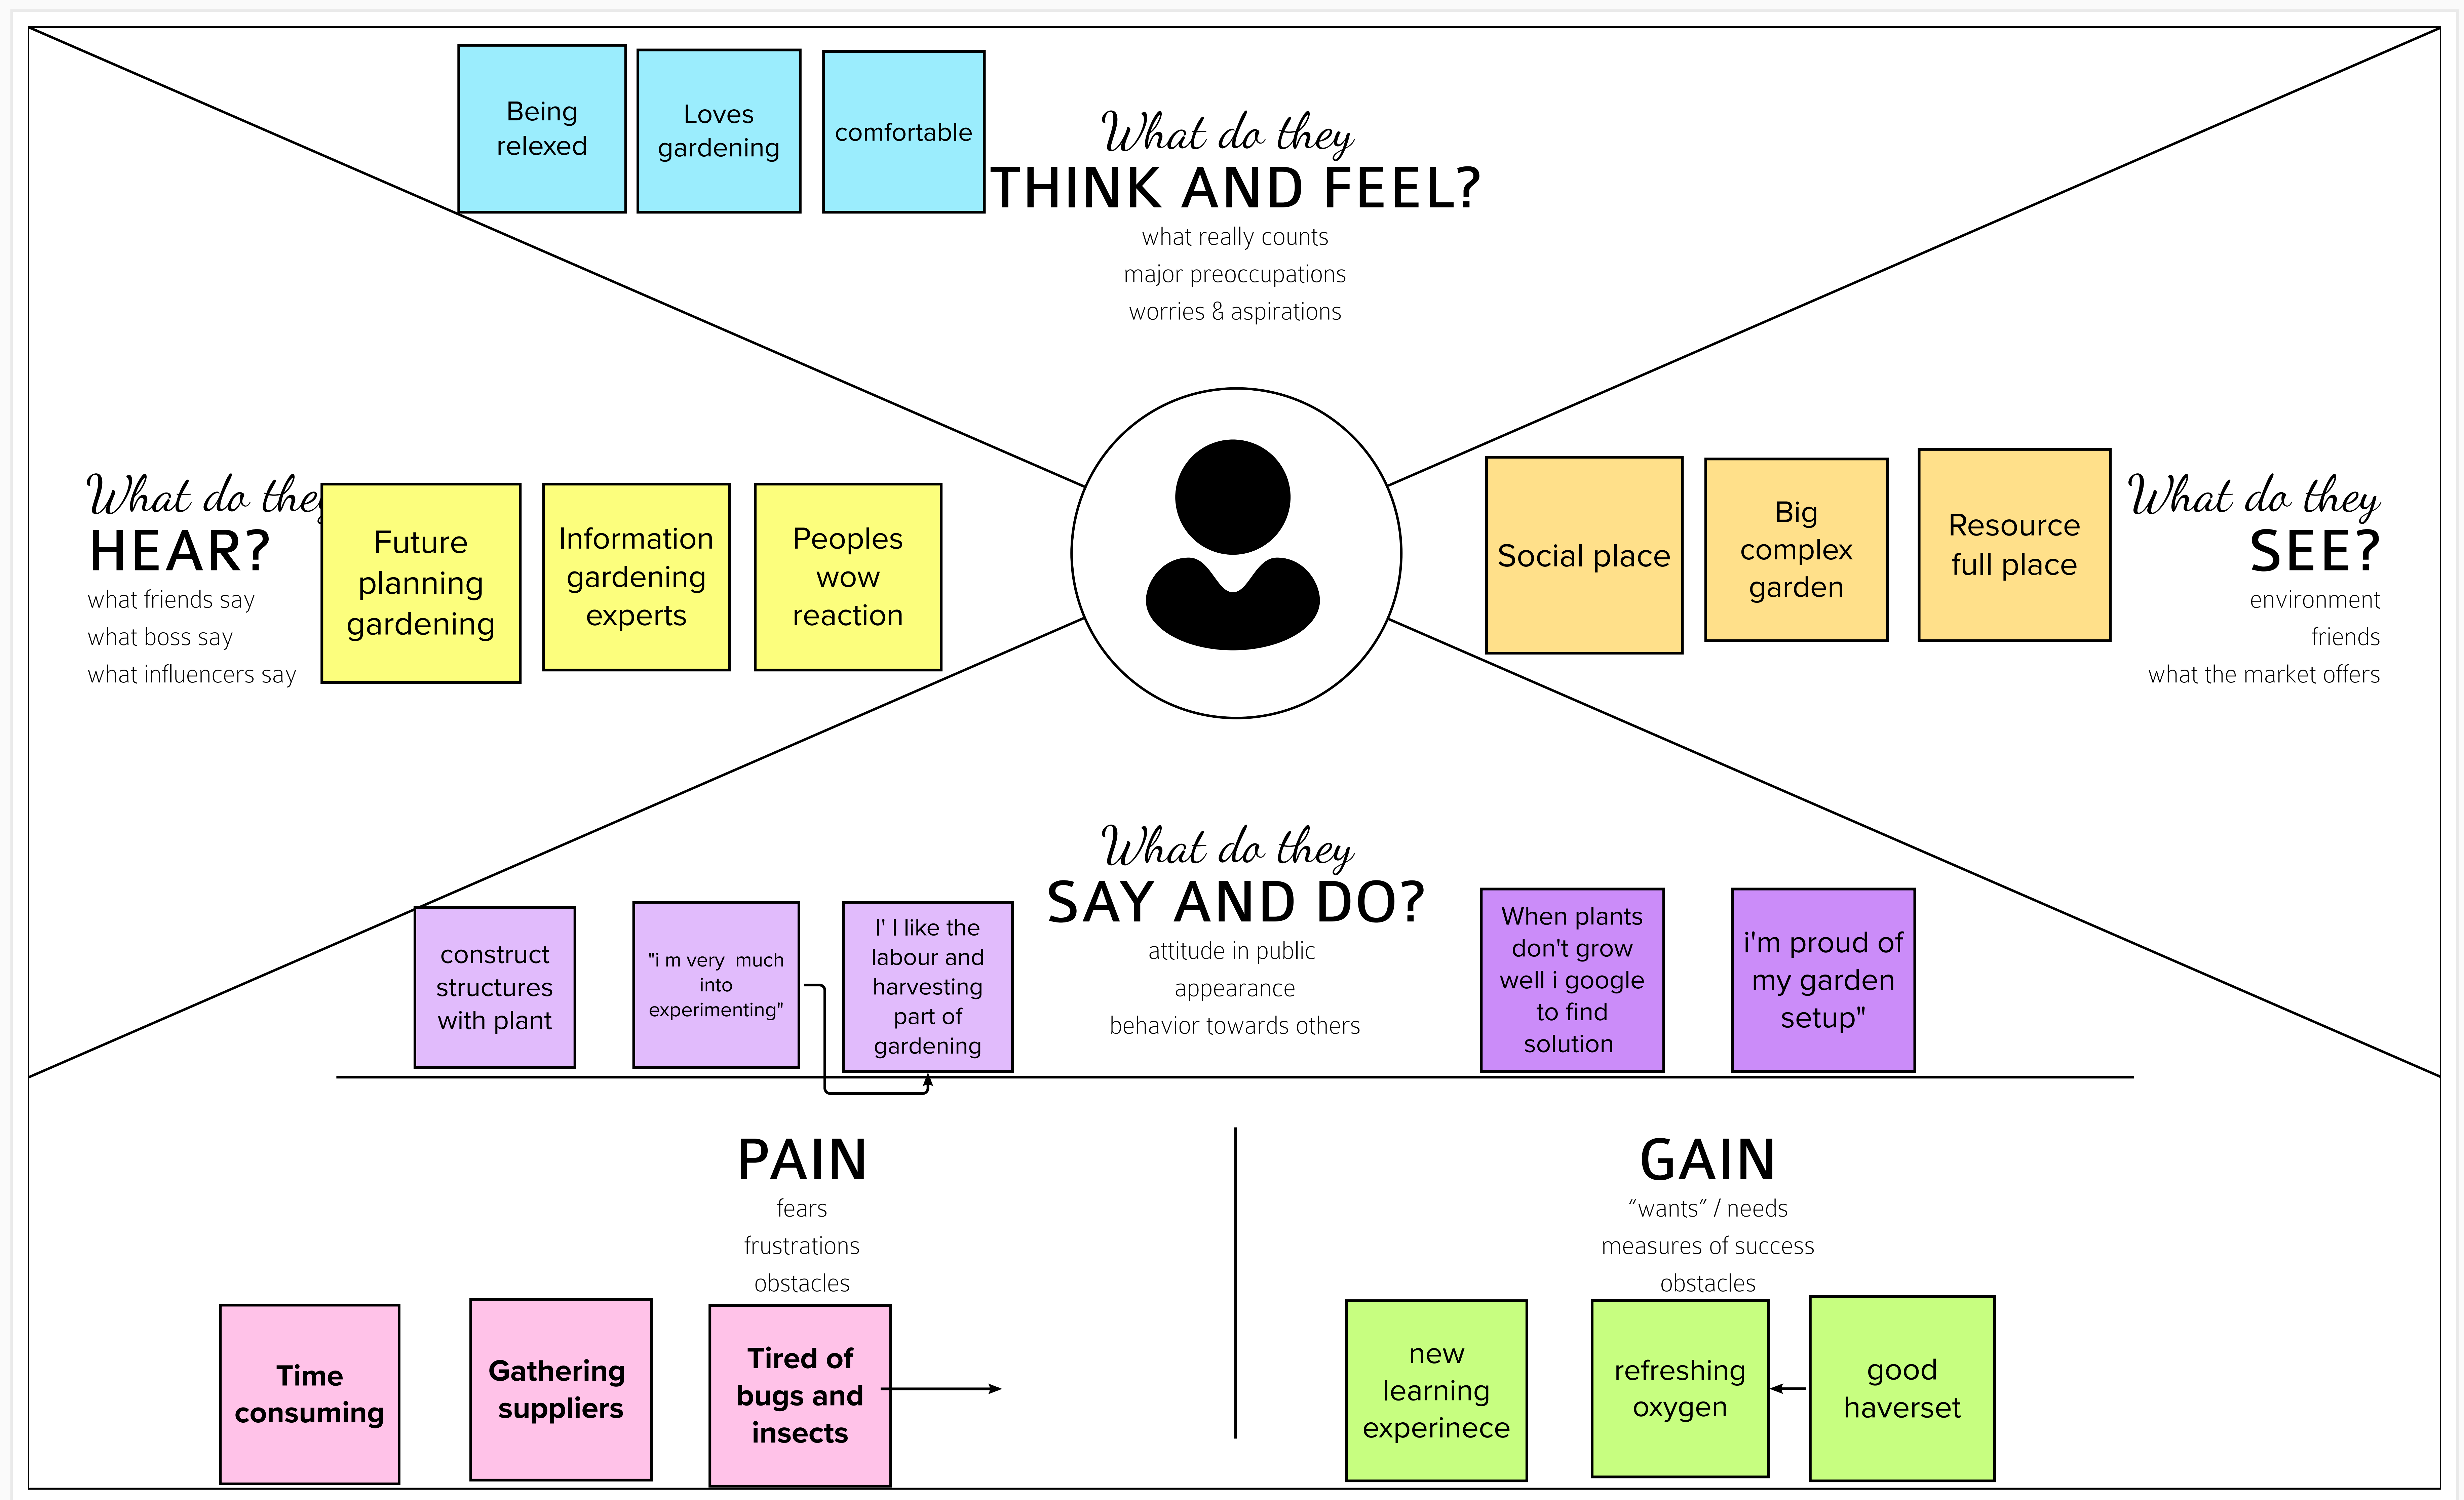 Being
relexed
Loves
gardening
comfortable
What do they
THINK AND FEEL?
what really counts
major preoccupations
worries & aspirations
What do they
HEAR?
what friends say
what boss say
what influencers say
Future
planning
gardening
Information
gardening
experts
Peoples
wow
reaction
Social place
Big
complex
garden
Resource
full place
What do they
SEE?
environment
friends
what the market offers
What do they
SAY AND DO?
attitude in public
appearance
behavior towards others
construct
structures
with plant
"i m very much
into
experimenting"
I' I like the
labour and
harvesting
part of
gardening
When plants
don't grow
well i google
to find
solution
i'm proud of
my garden
setup"
PAIN
fears
frustrations
obstacles
Time
consuming
Gathering
suppliers
Tired of
bugs and
insects
GAIN
“wants” / needs
measures of success
obstacles
new
learning
experinece
refreshing
oxygen
good
haverset